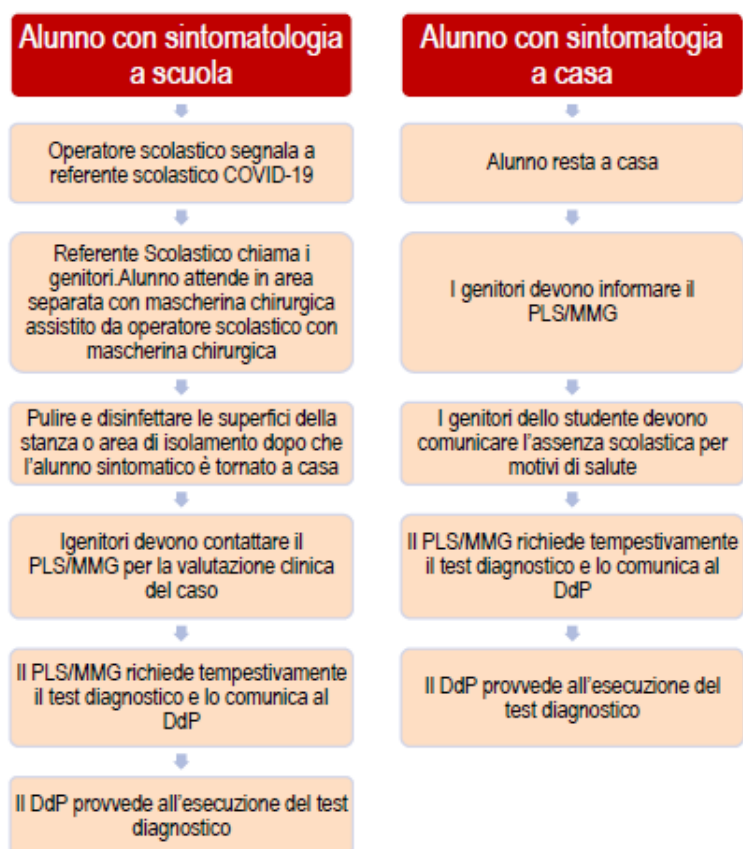 Alunno con sintomatologia
a scuola
Operatore scolastico segnala a
referente scolastico COVID-19
Referente Scolastico chiama i
genitori.Alunno attende in area
separata con mascherina chirurgica
assistito da operatore scolastico con
mascherina chirurgica
Pulire e disinfettare le superfici della
stanza o area di isolamento dopo che
l'alunno sintomatico è tornato a casa
Igenitori devono contattare il
PLS/MMG per la valutazione clinica
del caso
Il PLS/MMG richiede tempestivamente
il test diagnostico e lo comunica al
DdP
Il DdP provvede all'esecuzione del test
diagnostico
Alunno con sintomatogia
a casa
Alunno resta a casa
I genitori devono informare il
PLS/MMG
I genitori dello studente devono
comunicare l'assenza scolastica per
motivi di salute
Il PLS/MMG richiede tempestivamente
il test diagnostico e lo comunica al
DdP
Il DdP provvede all'esecuzione del
test diagnostico